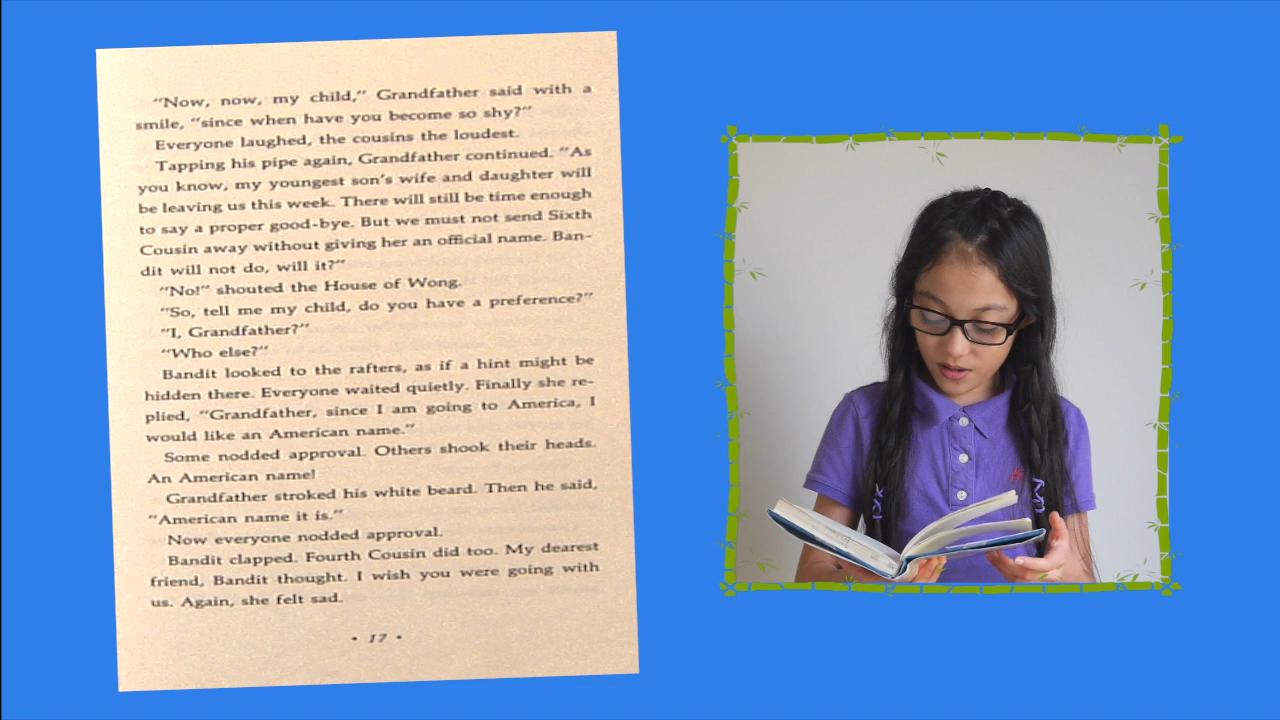 “Now, now, my child,” Grandfather said with a
smile, “since when have you become so shy?”
Everyone laughed, the cousins the loudest.
Tapping his pipe again, Grandfather continued. “As
you know, my youngest son's wife and daughter will
be leaving us this week. There will still be time enough
to say a proper good-bye. But we must not send Sixth
Cousin away without giving her an official name. Ban-
dit will not do, will it?”
“No!” shouted the House of Wong.
“So, tell me my child, do you have a preference?”
“I, Grandfather?”
“Who else?”
Bandit looked to the rafters, as if a hint might be
hidden there. Everyone waited quietly. Finally she re-
plied, “Grandfather, since I am going to America, I
would like an American name.”
Some nodded approval. Others shook their heads.
An American name!
Grandfather stroked his white beard. Then he said,
“American name it is.”
Now everyone nodded approval.
Bandit clapped. Fourth Cousin did too. My dearest
friend, Bandit thought. I wish you were going with
us. Again, she felt sad.
• 17 •